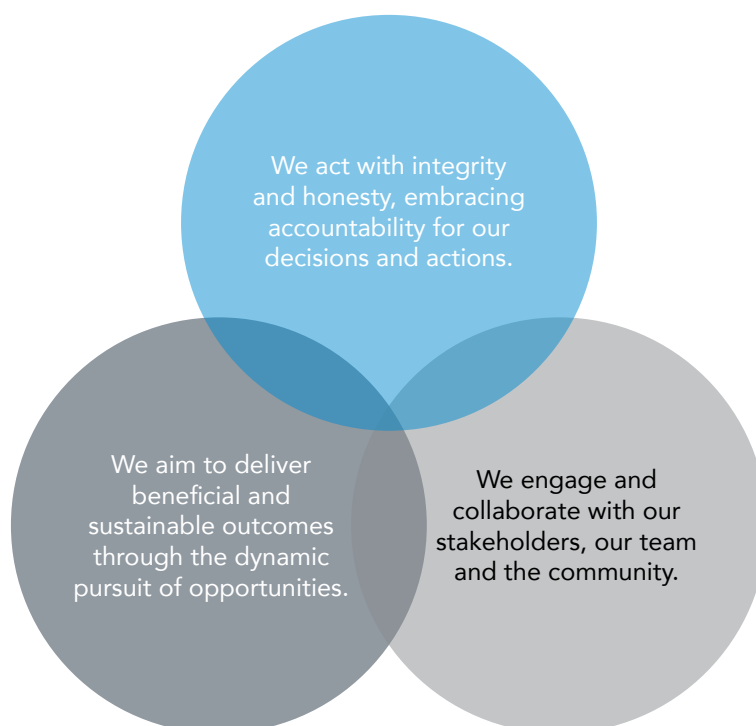 We act with integrity
and honesty, embracing
accountability for our
decisions and actions.
We aim to deliver
beneficial and
sustainable outcomes
through the dynamic
pursuit of opportunities.
We engage and
collaborate with our
stakeholders, our team
and the community.